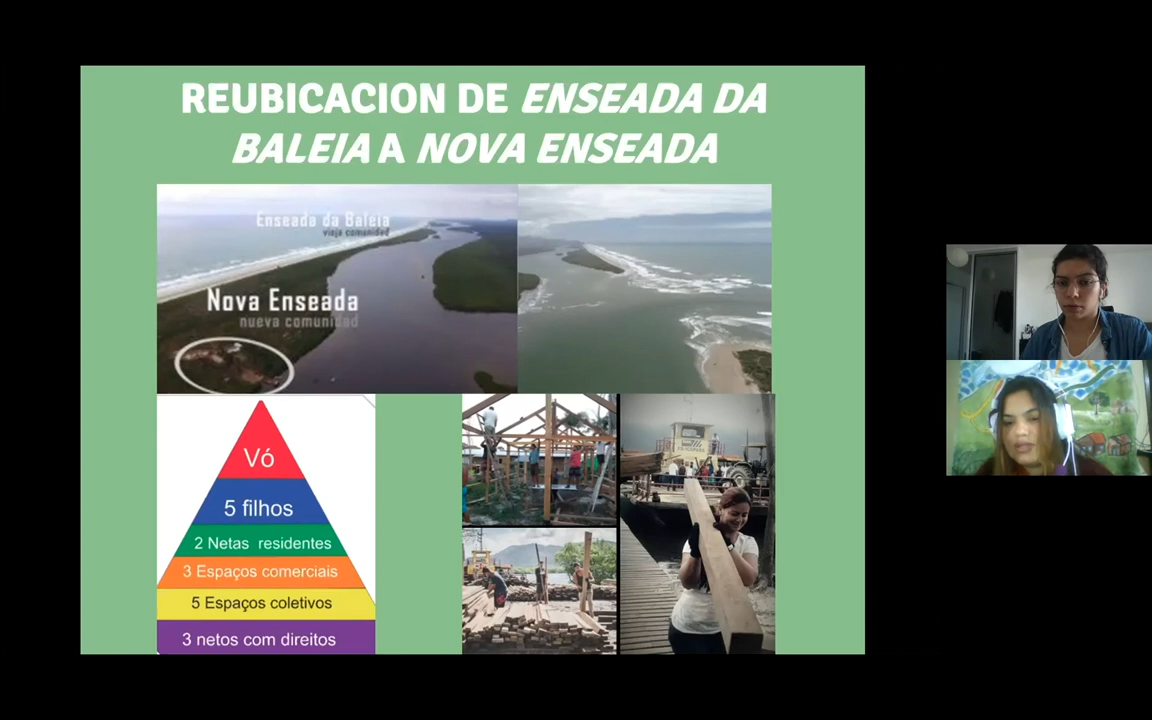 REUBICACION DE ENSEADA DA
BALEIA A NOVA ENSEADA
Enseada da Baleia
vieja comunidad
Nova Enseada
nueva comunidad
Vó
5 filhos
2 Netas residentes
3 Espaços comerciais
5 Espaços coletivos
3 netos com direitos